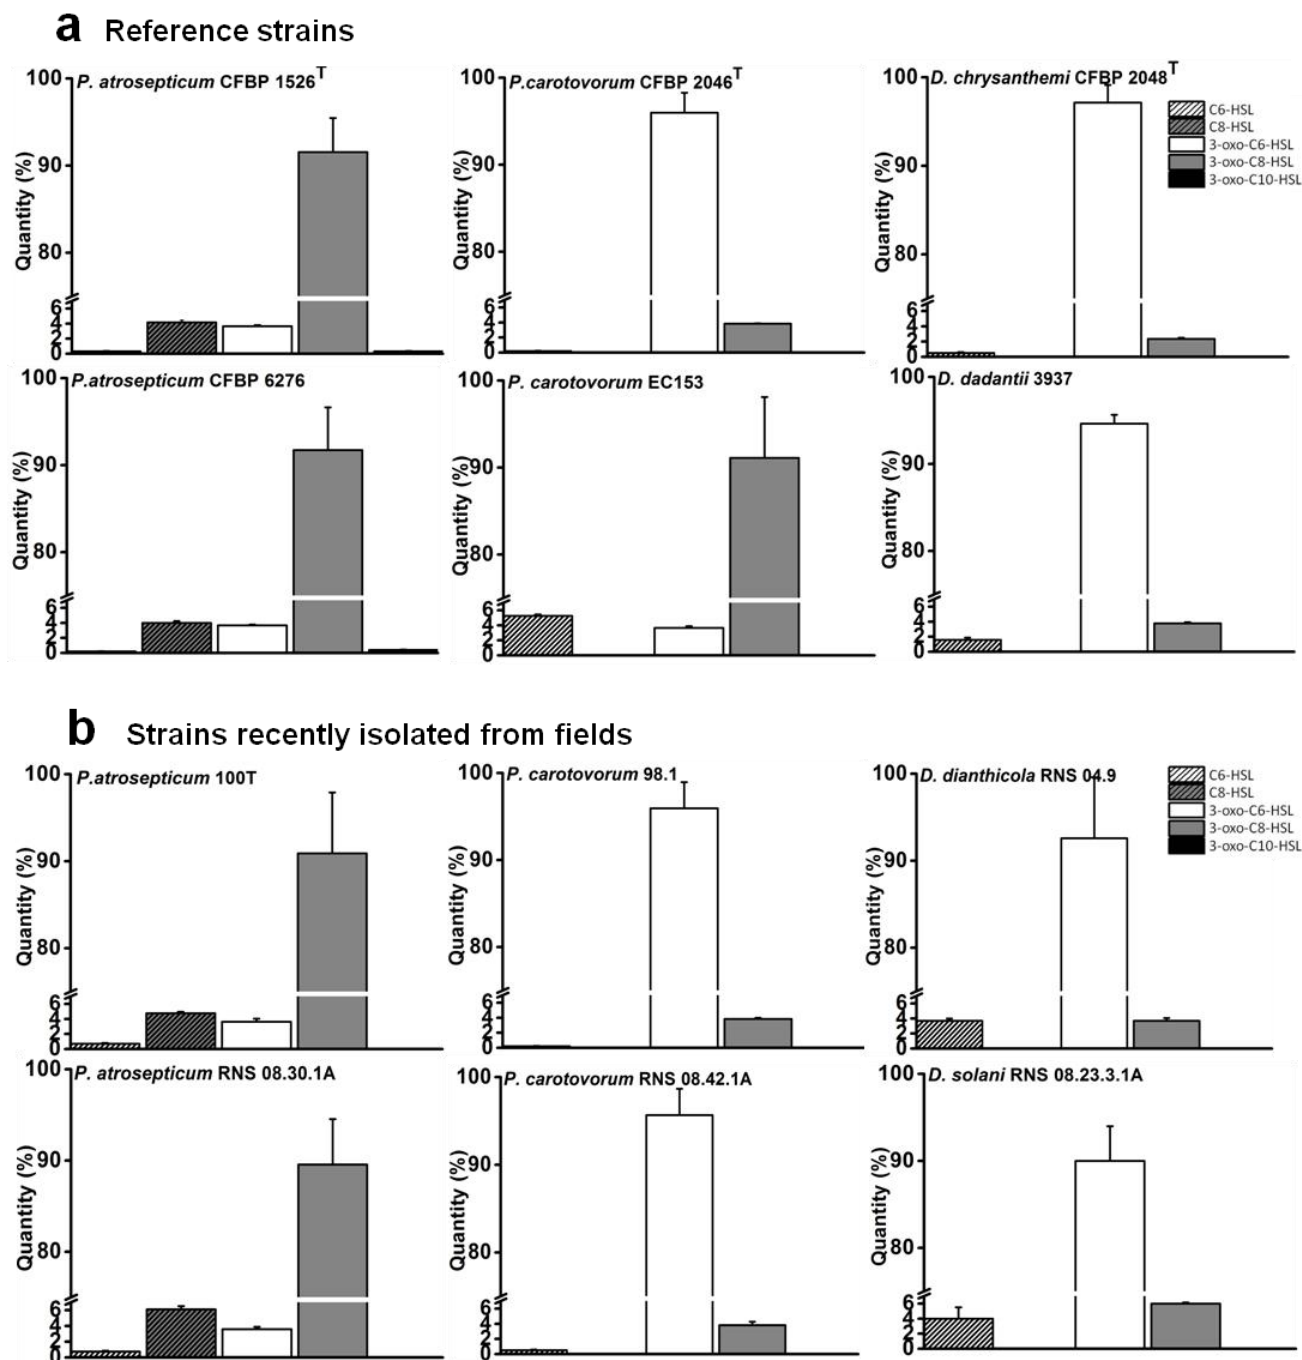 a Reference strains
P. atrosepticum CFBP 1526T
100
90
80
6
4
2
0
Quantity (%)
P.carotovorum CFBP 2046T
100
90
80
6
4
2
0
Quantity (%)
D. chrysanthemi CFBP 2048T
100
90
80
6
4
2
0
Quantity (%)
C6-HSL
C8-HSL
3-oxo-C6-HSL
3-oxo-C8-HSL
3-oxo-C10-HSL
P.atrosepticum CFBP 6276
100
90
80
6
4
2
0
Quantity (%)
P. carotovorum EC153
100
90
80
6
4
2
0
Quantity (%)
D. dadantii 3937
100
90
80
6
4
2
0
Quantity (%)
b Strains recently isolated from fields
P.atrosepticum 100T
100
90
80
6
4
2
0
Quantity (%)
P. carotovorum 98.1
100
90
80
6
4
2
0
Quantity (%)
D. dianthicola RNS 04.9
100
90
80
6
4
2
0
Quantity (%)
C6-HSL
C8-HSL
3-oxo-C6-HSL
3-oxo-C8-HSL
3-oxo-C10-HSL
P. atrosepticum RNS 08.30.1A
100
90
80
6
4
2
0
Quantity (%)
P. carotovorum RNS 08.42.1A
100
90
80
6
4
2
0
Quantity (%)
D. solani RNS 08.23.3.1A
100
90
80
6
4
2
0
Quantity (%)